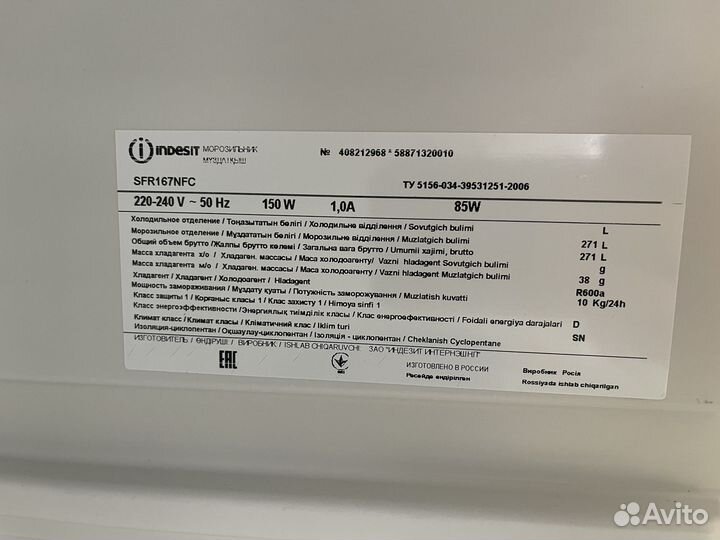 indesit МОРОЗИЛЬНИК № 408212968 * 58871320010
МҰЗДАТҚЫШ
SFR167NFC ТУ 5156-034-39531251-2006
220-240 V ~ 50 Hz 150 W 1,0A 85W
Холодильное отделение / Тоңазытатын бөлігі / Холодильне відділення / Sovutgich bulimi L
Морозильное отделение / Мұздататын бөлігі / Морозильне відділення / Muzlatgich bulimi 271 L
Общий объем брутто / Жалпы брутто көлемі / Загальна вага брутто / Umumii xajimi, brutto 271 L
Масса хладагента х/о / Хладаген. массасы / Маса холодоагенту/ Vazni hladagent Sovutgich bulimi g
Масса хладагента м/о / Хладаген. массасы / Маса холодоагенту/ Vazni hladagent Muzlatgich bulimi 38 g
Хладагент / Хладагент / Холодоагент / Hladagent R600a
Мощность замораживания / Мұздату қуаты / Потужність заморожування / Muzlatish kuvatti 10 Kg/24h
Класс защиты 1 / Корғаныс класы 1 / Клас захисту 1 / Himoya sinfi 1
Класс энергоэффективности / Энергиялық тиімділік класы / Клас енергоефективності / Foidali energiya darajalari D
Климат класс / Климат класы / Кліматичний клас / Iklim turi SN
Изоляция-циклопентан / Оқшаулау-циклопентан / Ізоляція - циклопентан / Cheklanish Cyclopentane
ИЗГОТОВИТЕЛЬ / ӨНДІРУШІ / ВИРОБНИК / ISHLAB CHIQARUVCHI. ЗАО "ИНДЕЗИТ ИНТЕРНЭШНЛ"
EAC ИЗГОТОВЛЕНО В РОССИИ Виробник Росія
Ресейде өндірілген Rossiyada ishlab chiqarilgan
Avito